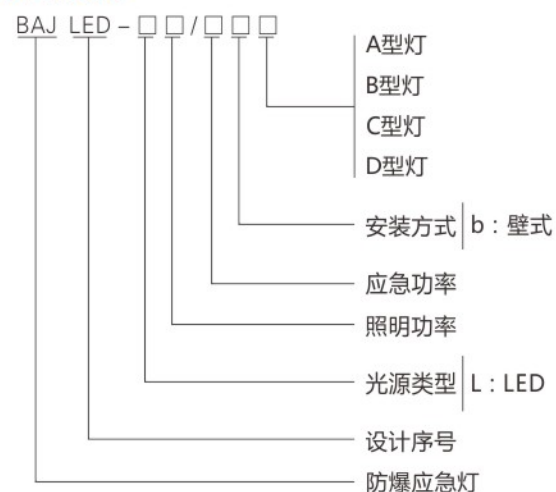 BAJ LED-□□/□□□
A型灯
B型灯
C型灯
D型灯
安装方式 b：壁式
应急功率
照明功率
光源类型 L：LED
设计序号
防爆应急灯